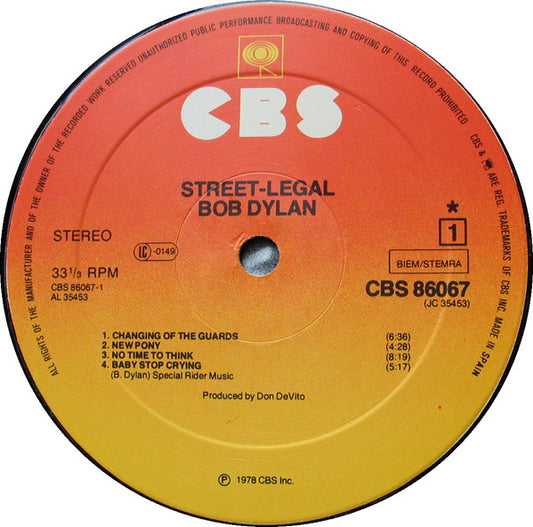 ALL RIGHTS OF THE MANUFACTURER AND OF THE OWNER OF THE RECORDED WORK RESERVED UNAUTHORIZED PUBLIC PERFORMANCE BROADCASTING AND COPYING OF THIS RECORD PROHIBITED
CBS & ARE REG. TRADEMARKS OF CBS INC. MADE IN SPAIN
CBS
STREET-LEGAL
BOB DYLAN
STEREO
IC -0149
*
1
33 1/3 RPM
BIEM/STEMRA
CBS 86067-1
CBS 86067
AL 35453
(JC 35453)
1. CHANGING OF THE GUARDS (6:36)
2. NEW PONY (4:28)
3. NO TIME TO THINK (8:19)
4. BABY STOP CRYING (5:17)
(B. Dylan) Special Rider Music
Produced by Don DeVito
Ⓟ 1978 CBS Inc.